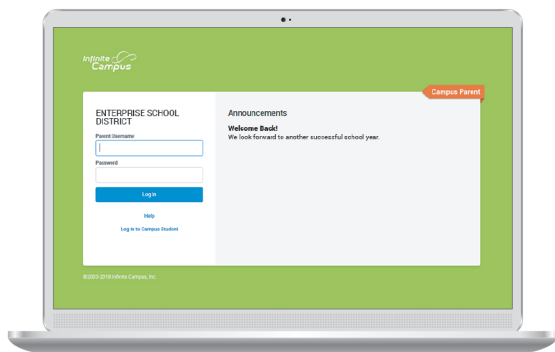 Infinite
Campus
Campus Parent
ENTERPRISE SCHOOL
DISTRICT
Parent Username
Password
Log In
Help
Log in to Campus Student
Announcements
Welcome Back!
We look forward to another successful school year.
©2003-2018 Infinite Campus, Inc.